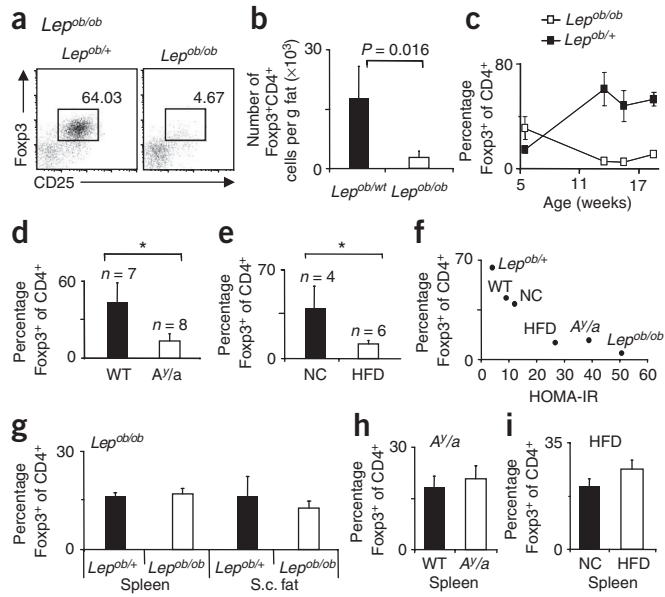 a
Lep^ob/ob
Lep^ob/+
Lep^ob/ob
64.03
4.67
Foxp3
CD25
b
P = 0.016
30
15
0
Number of
Foxp3+CD4+
cells per g fat (×10³)
Lep^ob/wt
Lep^ob/ob
c
Lep^ob/ob
Lep^ob/+
80
40
0
Percentage
Foxp3+ of CD4+
5
11
17
Age (weeks)
d
*
60
30
0
n = 7
n = 8
Percentage
Foxp3+ of CD4+
WT
A^y/a
e
*
70
0
n = 4
n = 6
Percentage
Foxp3+ of CD4+
NC
HFD
f
70
0
Percentage
Foxp3+ of CD4+
Lep^ob/+
WT
NC
HFD
A^y/a
Lep^ob/ob
0 10 20 30 40 50 60
HOMA-IR
g
Lep^ob/ob
30
15
0
Percentage
Foxp3+ of CD4+
Lep^ob/+
Lep^ob/ob
Lep^ob/+
Lep^ob/ob
Spleen
S.c. fat
h
A^y/a
30
15
0
Percentage
Foxp3+ of CD4+
WT
A^y/a
Spleen
i
HFD
35
0
Percentage
Foxp3+ of CD4+
NC
HFD
Spleen